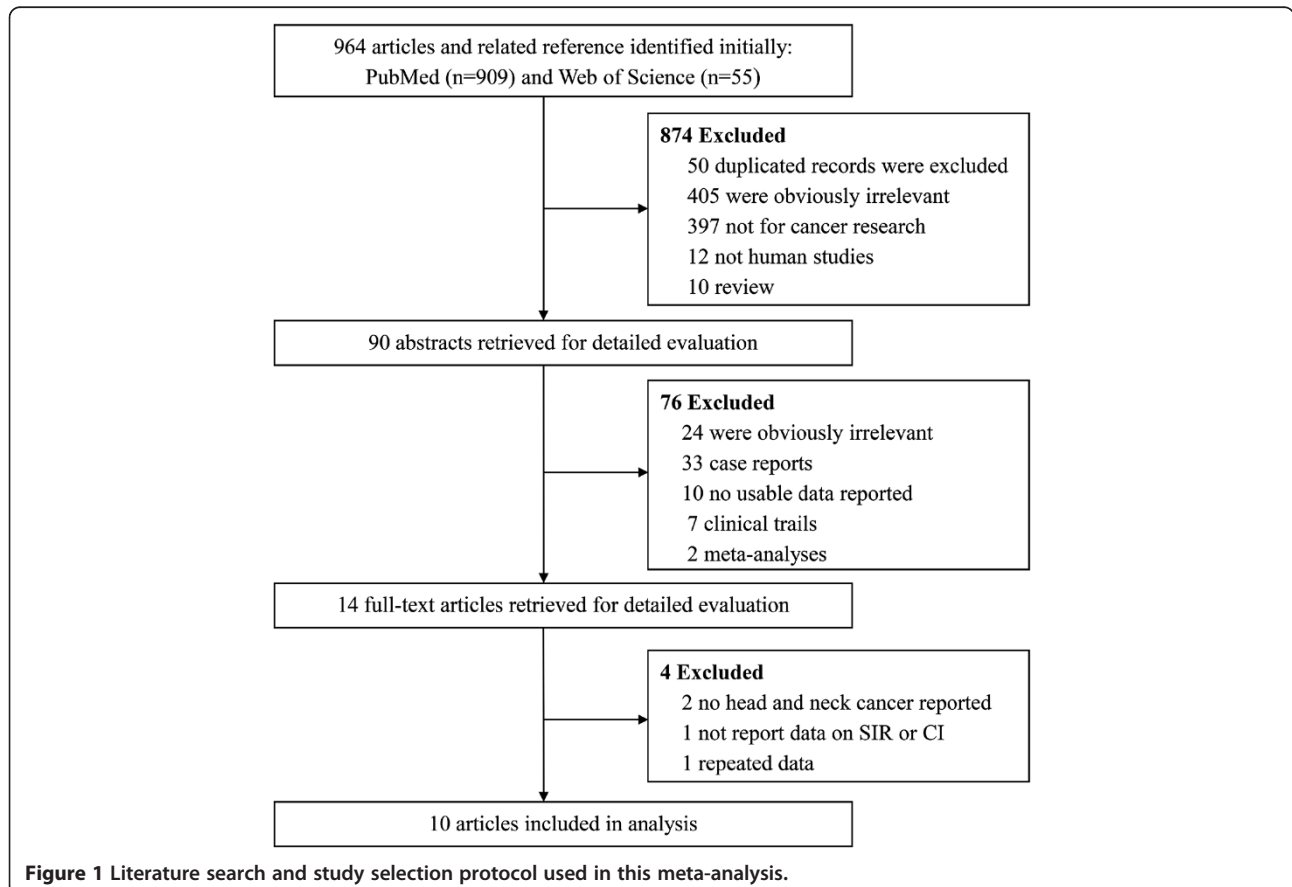 964 articles and related reference identified initially:
PubMed (n=909) and Web of Science (n=55)
874 Excluded
50 duplicated records were excluded
405 were obviously irrelevant
397 not for cancer research
12 not human studies
10 review
90 abstracts retrieved for detailed evaluation
76 Excluded
24 were obviously irrelevant
33 case reports
10 no usable data reported
7 clinical trails
2 meta-analyses
14 full-text articles retrieved for detailed evaluation
4 Excluded
2 no head and neck cancer reported
1 not report data on SIR or CI
1 repeated data
10 articles included in analysis
Figure 1 Literature search and study selection protocol used in this meta-analysis.